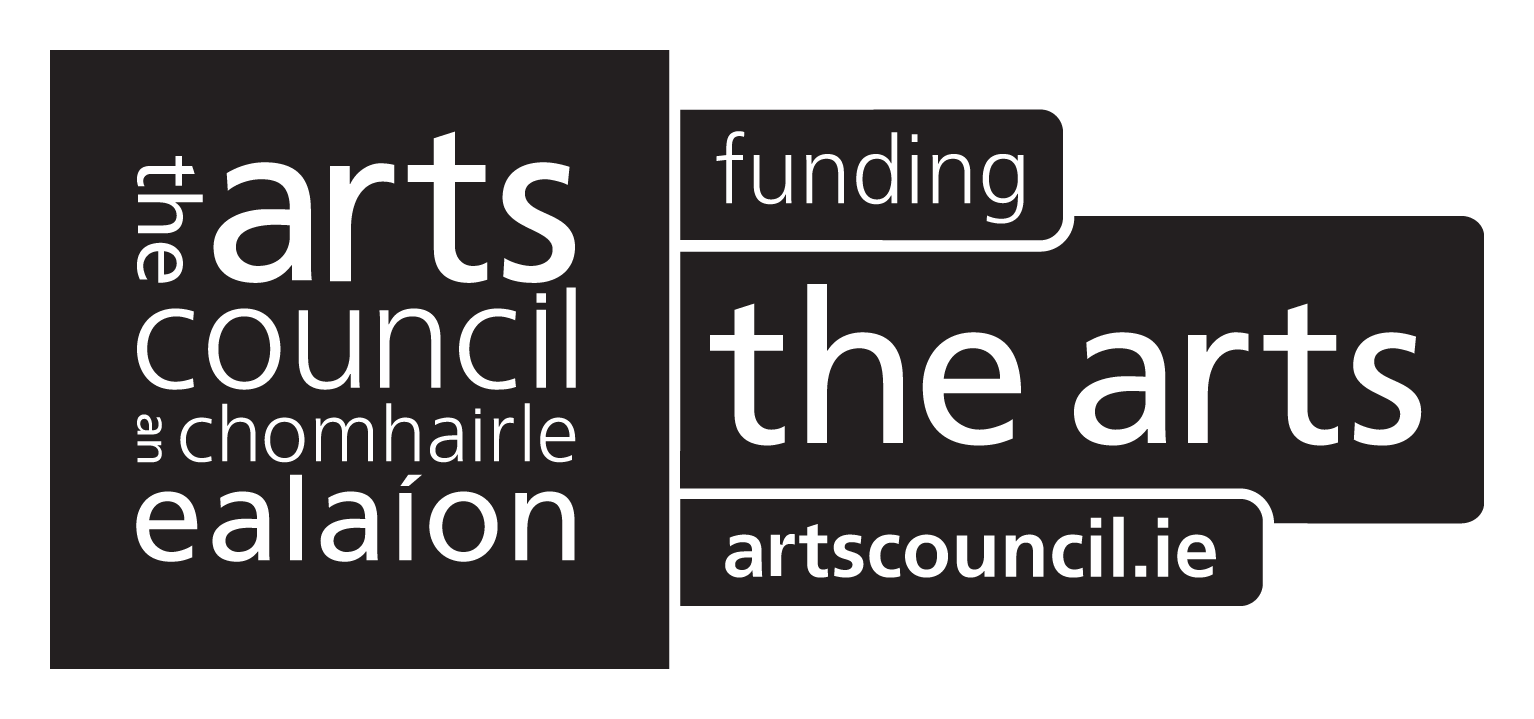 the arts
council
an chomhairle
ealaíon
funding
the arts
artscouncil.ie